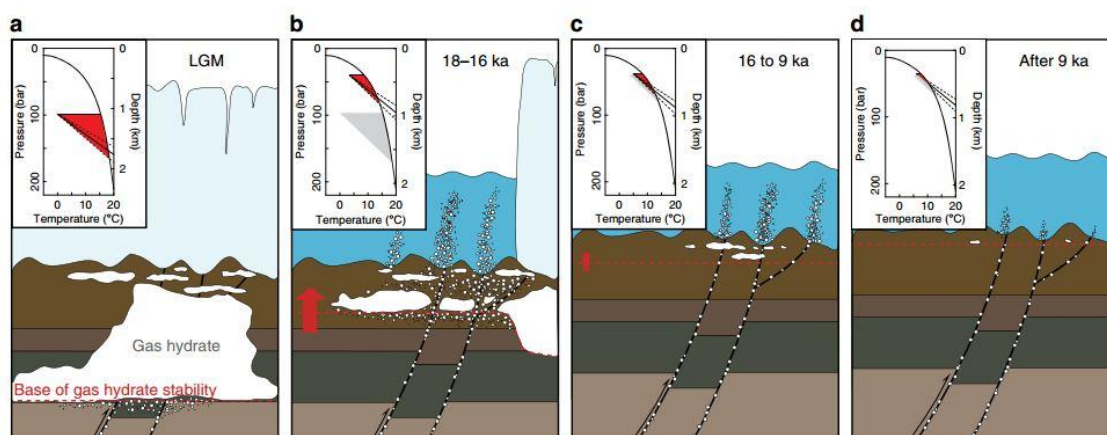 a
LGM
0
100
200
Pressure (bar)
0
1
2
Depth (km)
0 10 20
Temperature (°C)
Gas hydrate
Base of gas hydrate stability
b
18–16 ka
0
100
200
Pressure (bar)
0
1
2
Depth (km)
0 10 20
Temperature (°C)
c
16 to 9 ka
0
100
200
Pressure (bar)
0
1
2
Depth (km)
0 10 20
Temperature (°C)
d
After 9 ka
0
100
200
Pressure (bar)
0
1
2
Depth (km)
0 10 20
Temperature (°C)